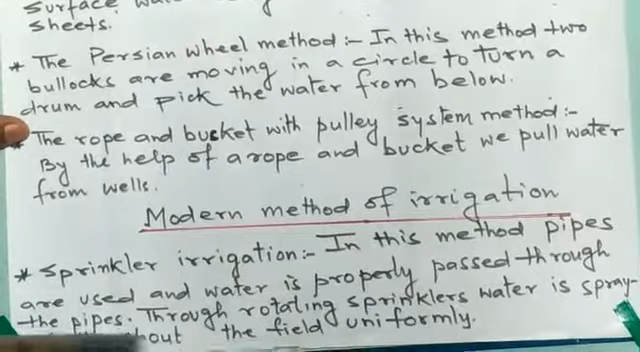 surface
sheets.
* The Persian wheel method:- In this method two
bullocks are moving in a circle to turn a
drum and pick the water from below.
* The rope and bucket with pulley system method:-
By the help of a rope and bucket we pull water
from wells.
Modern method of irrigation
* Sprinkler irrigation:- In this method pipes
are used and water is properly passed through
the pipes. Through rotating sprinklers water is spray-
the field uniformly.